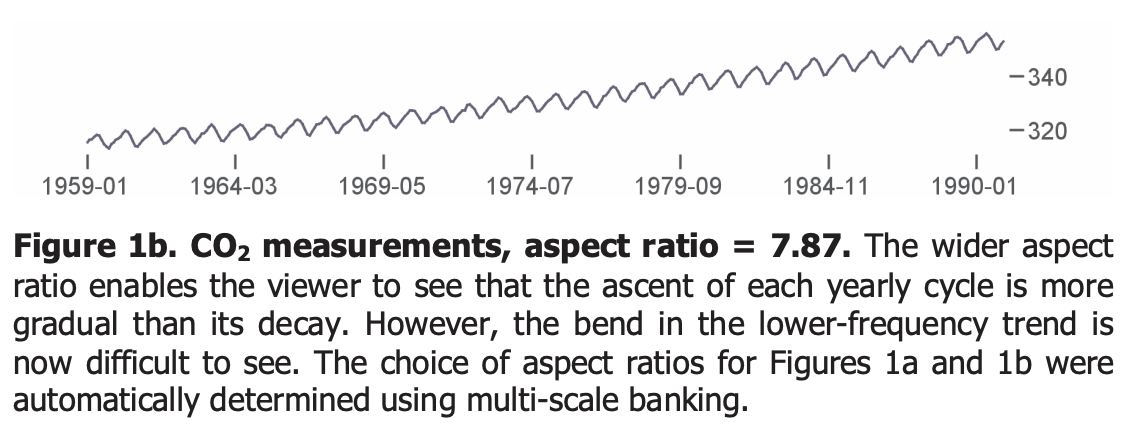 340
320
1959-01 1964-03 1969-05 1974-07 1979-09 1984-11 1990-01
Figure 1b. CO₂ measurements, aspect ratio = 7.87. The wider aspect
ratio enables the viewer to see that the ascent of each yearly cycle is more
gradual than its decay. However, the bend in the lower-frequency trend is
now difficult to see. The choice of aspect ratios for Figures 1a and 1b were
automatically determined using multi-scale banking.